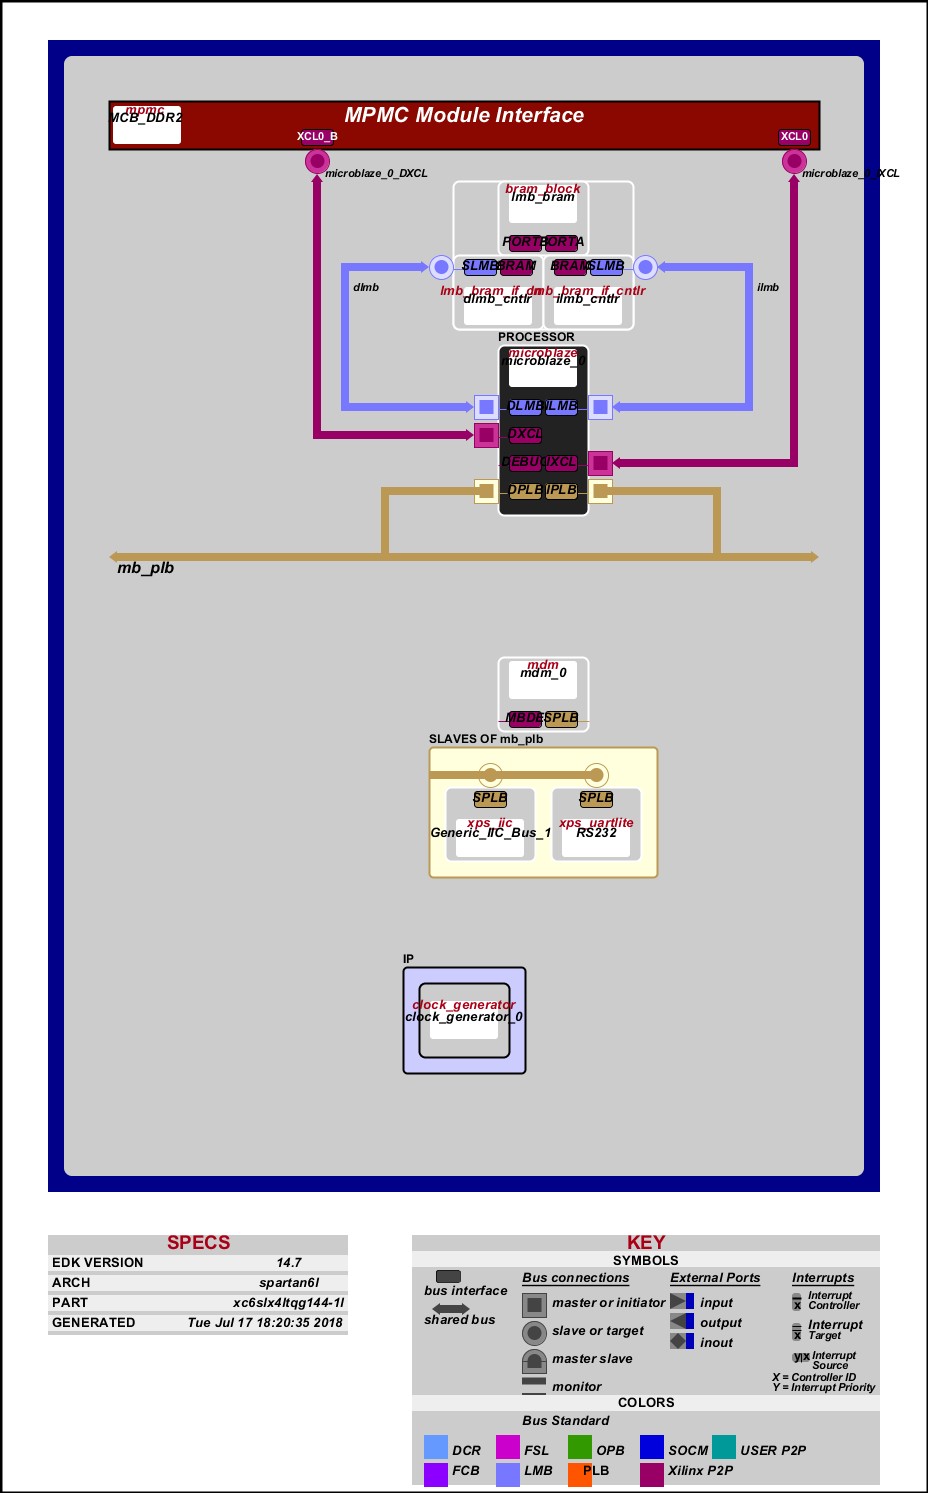 mpmc
MCB_DDR2
MPMC Module Interface
XCL0_B
XCL0
microblaze_0_DXCL
microblaze_0_IXCL
bram_block
lmb_bram
PORTB PORTA
SLMB BRAM BRAM SLMB
dlmb
ilmb
lmb_bram_if_cntlr lmb_bram_if_cntlr
dlmb_cntlr ilmb_cntlr
PROCESSOR
microblaze
microblaze_0
DLMB ILMB
DXCL
DEBUG IXCL
DPLB IPLB
mb_plb
mdm
mdm_0
MBDE SPLB
SLAVES OF mb_plb
SPLB SPLB
xps_iic xps_uartlite
Generic_IIC_Bus_1 RS232
IP
clock_generator
clock_generator_0
SPECS
EDK VERSION 14.7
ARCH spartan6l
PART xc6slx4ltqg144-1l
GENERATED Tue Jul 17 18:20:35 2018
KEY
SYMBOLS
bus interface
shared bus
Bus connections
master or initiator
slave or target
master slave
monitor
External Ports
input
output
inout
Interrupts
x
Interrupt
Controller
x
Interrupt
Target
y x
Interrupt
Source
X = Controller ID
Y = Interrupt Priority
COLORS
Bus Standard
DCR FSL OPB SOCM USER P2P
FCB LMB PLB Xilinx P2P